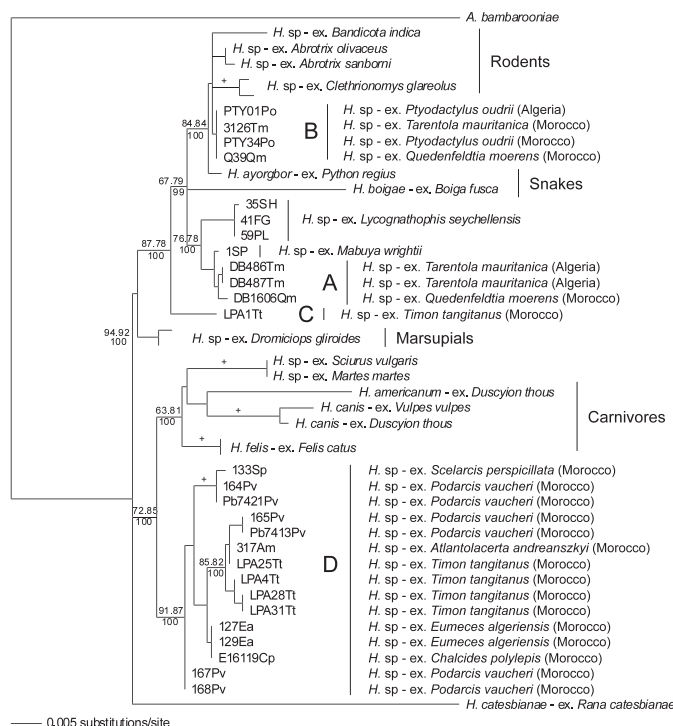 A. bambarooniae
H. sp - ex. Bandicota indica
H. sp - ex. Abrotrix olivaceus
H. sp - ex. Abrotrix sanborni
Rodents
+ H. sp - ex. Clethrionomys glareolus
PTY01Po H. sp - ex. Ptyodactylus oudrii (Algeria)
3126Tm H. sp - ex. Tarentola mauritanica (Morocco)
84.84 B
100
PTY34Po H. sp - ex. Ptyodactylus oudrii (Morocco)
Q39Qm H. sp - ex. Quedenfeldtia moerens (Morocco)
H. ayorgbor - ex. Python regius
Snakes
67.79
99
H. boigae - ex. Boiga fusca
35SH
41FG H. sp - ex. Lycognathophis seychellensis
59PL
76.78
100
87.78
100
1SP H. sp - ex. Mabuya wrightii
DB486Tm H. sp - ex. Tarentola mauritanica (Algeria)
DB487Tm A H. sp - ex. Tarentola mauritanica (Algeria)
DB1606Qm H. sp - ex. Quedenfeldtia moerens (Morocco)
LPA1Tt C H. sp - ex. Timon tangitanus (Morocco)
94.92
100
H. sp - ex. Dromiciops gliroides Marsupials
+ H. sp - ex. Sciurus vulgaris
H. sp - ex. Martes martes
H. americanum - ex. Duscyion thous
63.81
100
+ H. canis - ex. Vulpes vulpes
H. canis - ex. Duscyion thous
Carnivores
+ H. felis - ex. Felis catus
133Sp H. sp - ex. Scelarcis perspicillata (Morocco)
+ 164Pv H. sp - ex. Podarcis vaucheri (Morocco)
Pb7421Pv H. sp - ex. Podarcis vaucheri (Morocco)
72.85
100
165Pv H. sp - ex. Podarcis vaucheri (Morocco)
Pb7413Pv H. sp - ex. Podarcis vaucheri (Morocco)
317Am H. sp - ex. Atlantolacerta andreanszkyi (Morocco)
85.82 D
100
LPA25Tt H. sp - ex. Timon tangitanus (Morocco)
LPA4Tt H. sp - ex. Timon tangitanus (Morocco)
LPA28Tt H. sp - ex. Timon tangitanus (Morocco)
LPA31Tt H. sp - ex. Timon tangitanus (Morocco)
91.87
100
127Ea H. sp - ex. Eumeces algeriensis (Morocco)
129Ea H. sp - ex. Eumeces algeriensis (Morocco)
E16119Cp H. sp - ex. Chalcides polylepis (Morocco)
167Pv H. sp - ex. Podarcis vaucheri (Morocco)
168Pv H. sp - ex. Podarcis vaucheri (Morocco)
H. catesbianae - ex. Rana catesbianae
0.005 substitutions/site